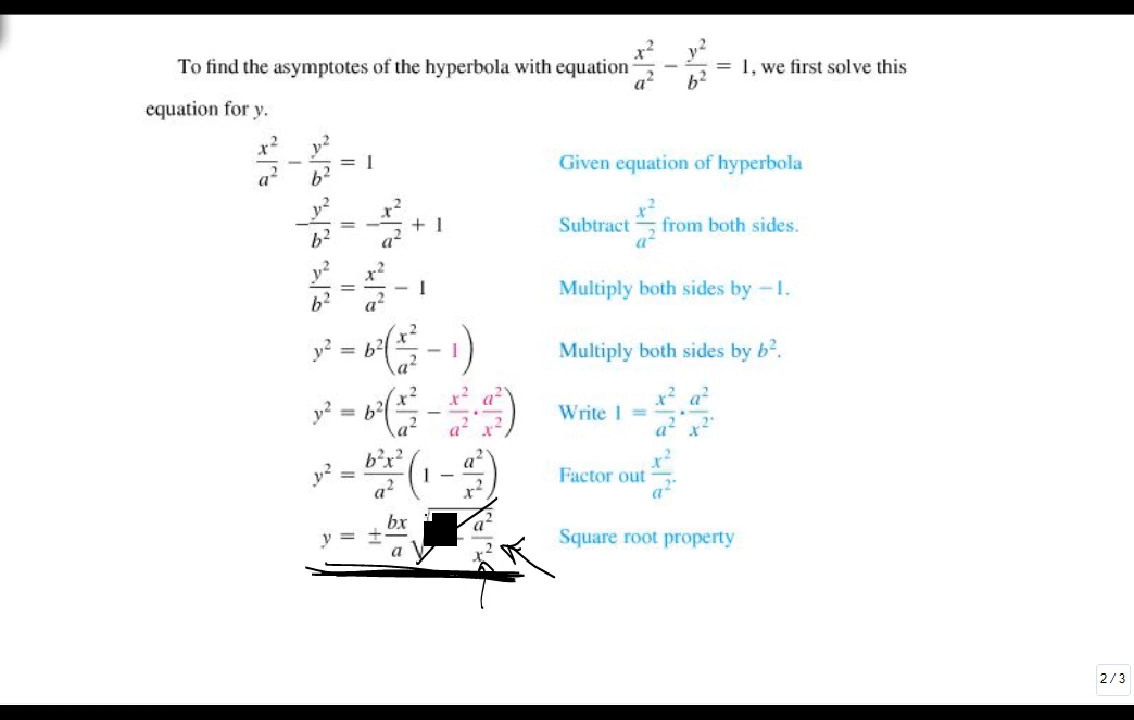 To find the asymptotes of the hyperbola with equation x²/a² − y²/b² = 1, we first solve this
equation for y.
x²/a² − y²/b² = 1 Given equation of hyperbola
−y²/b² = −x²/a² + 1 Subtract x²/a² from both sides.
y²/b² = x²/a² − 1 Multiply both sides by −1.
y² = b²(x²/a² − 1) Multiply both sides by b².
y² = b²(x²/a² − x²/a² · a²/x²) Write 1 = x²/a² · a²/x².
y² = b²x²/a² (1 − a²/x²) Factor out x²/a².
y = ± bx/a √ − a²/x² Square root property
2/3